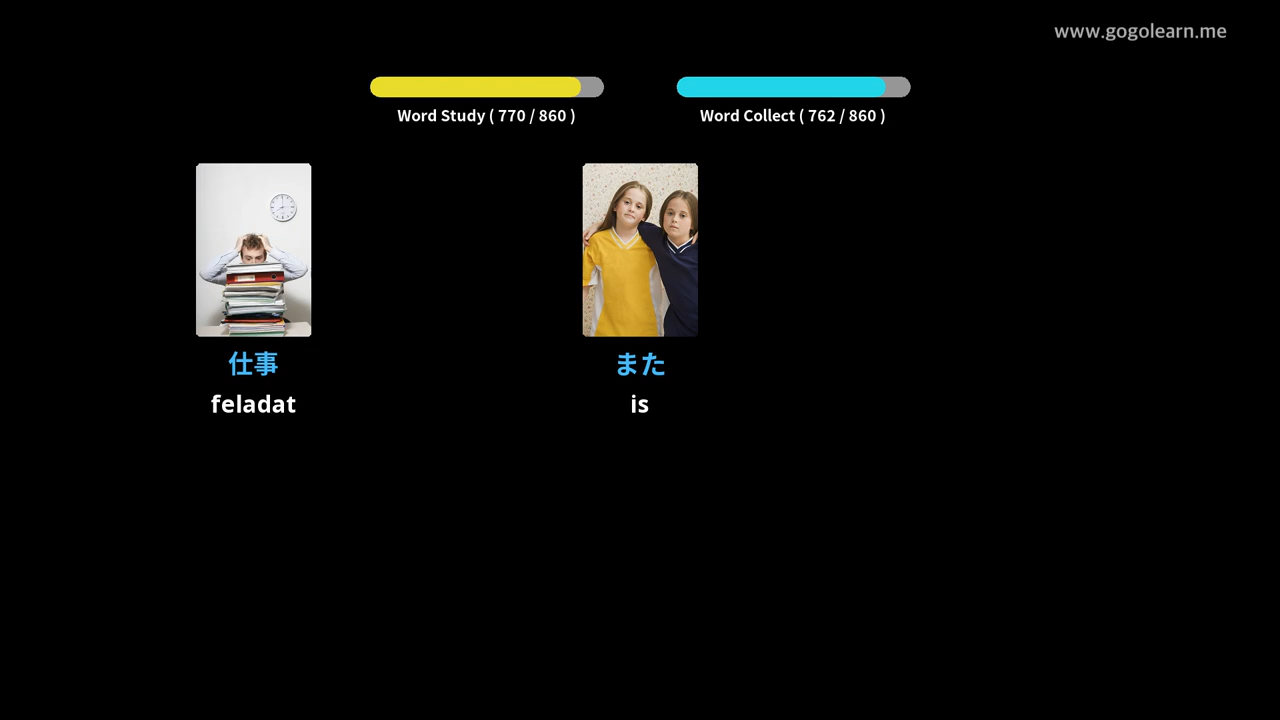 www.gogolearn.me
Word Study ( 770 / 860 )
Word Collect ( 762 / 860 )
仕事
feladat
また
is